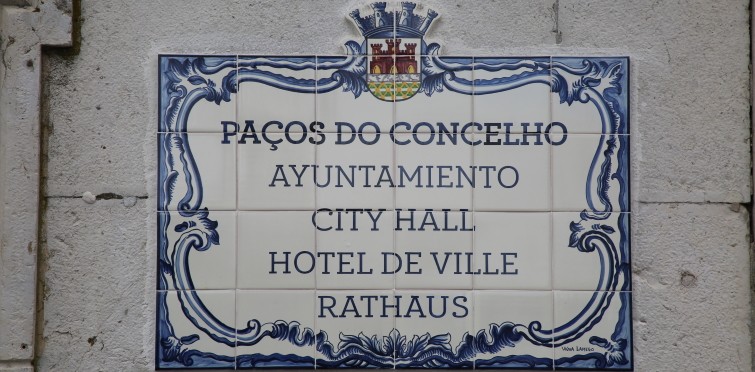 PAÇOS DO CONCELHO
AYUNTAMIENTO
CITY HALL
HOTEL DE VILLE
RATHAUS